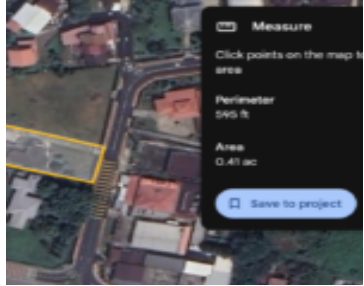 Measure
Click points on the map to
area
Perimeter
595 ft
Area
0.41 ac
Save to project